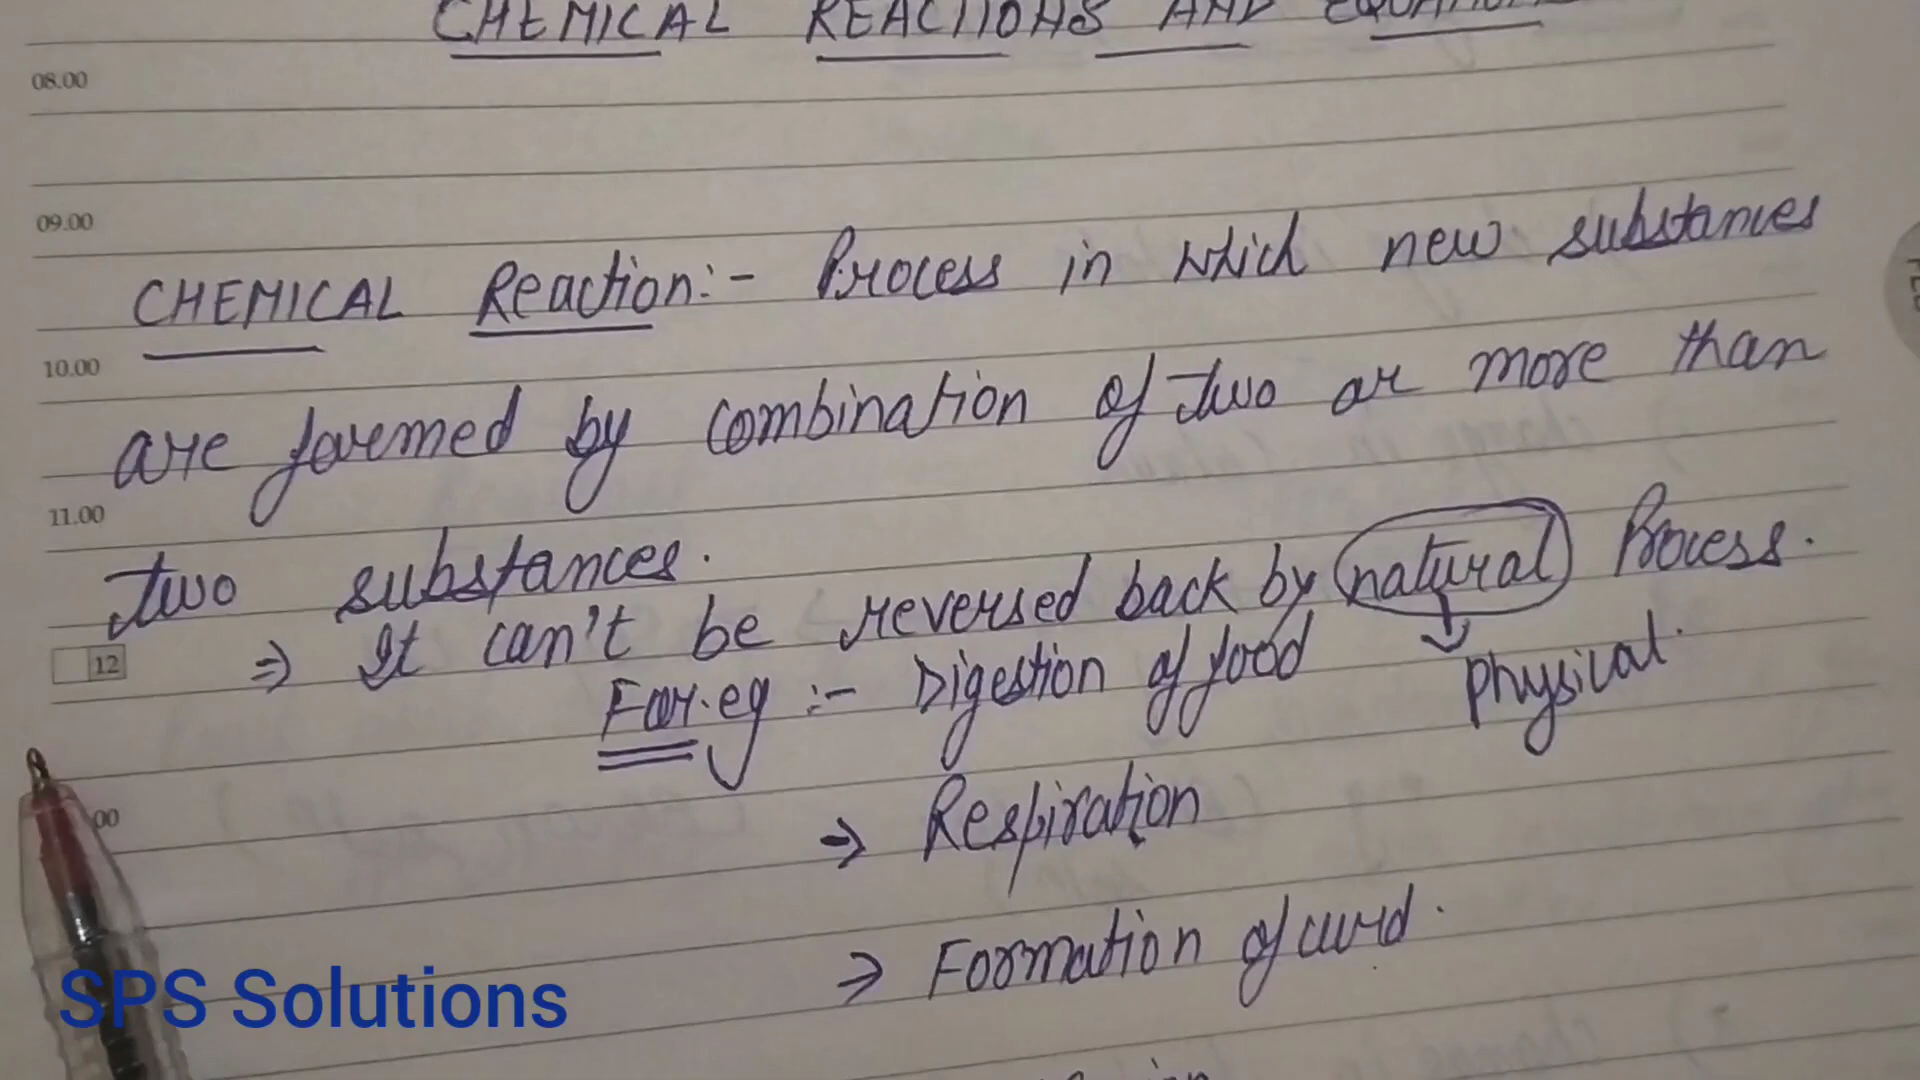 CHEMICAL REACTIONS AND EQUATIONS
08.00
09.00
CHEMICAL Reaction:- Process in which new substances
10.00
are formed by combination of two or more than
11.00
two substances.
⇒ It can't be reversed back by natural Process.
12
Physical.
For.eg :- Digestion of food
00
⇒ Respiration
⇒ Formation of curd.
SPS Solutions